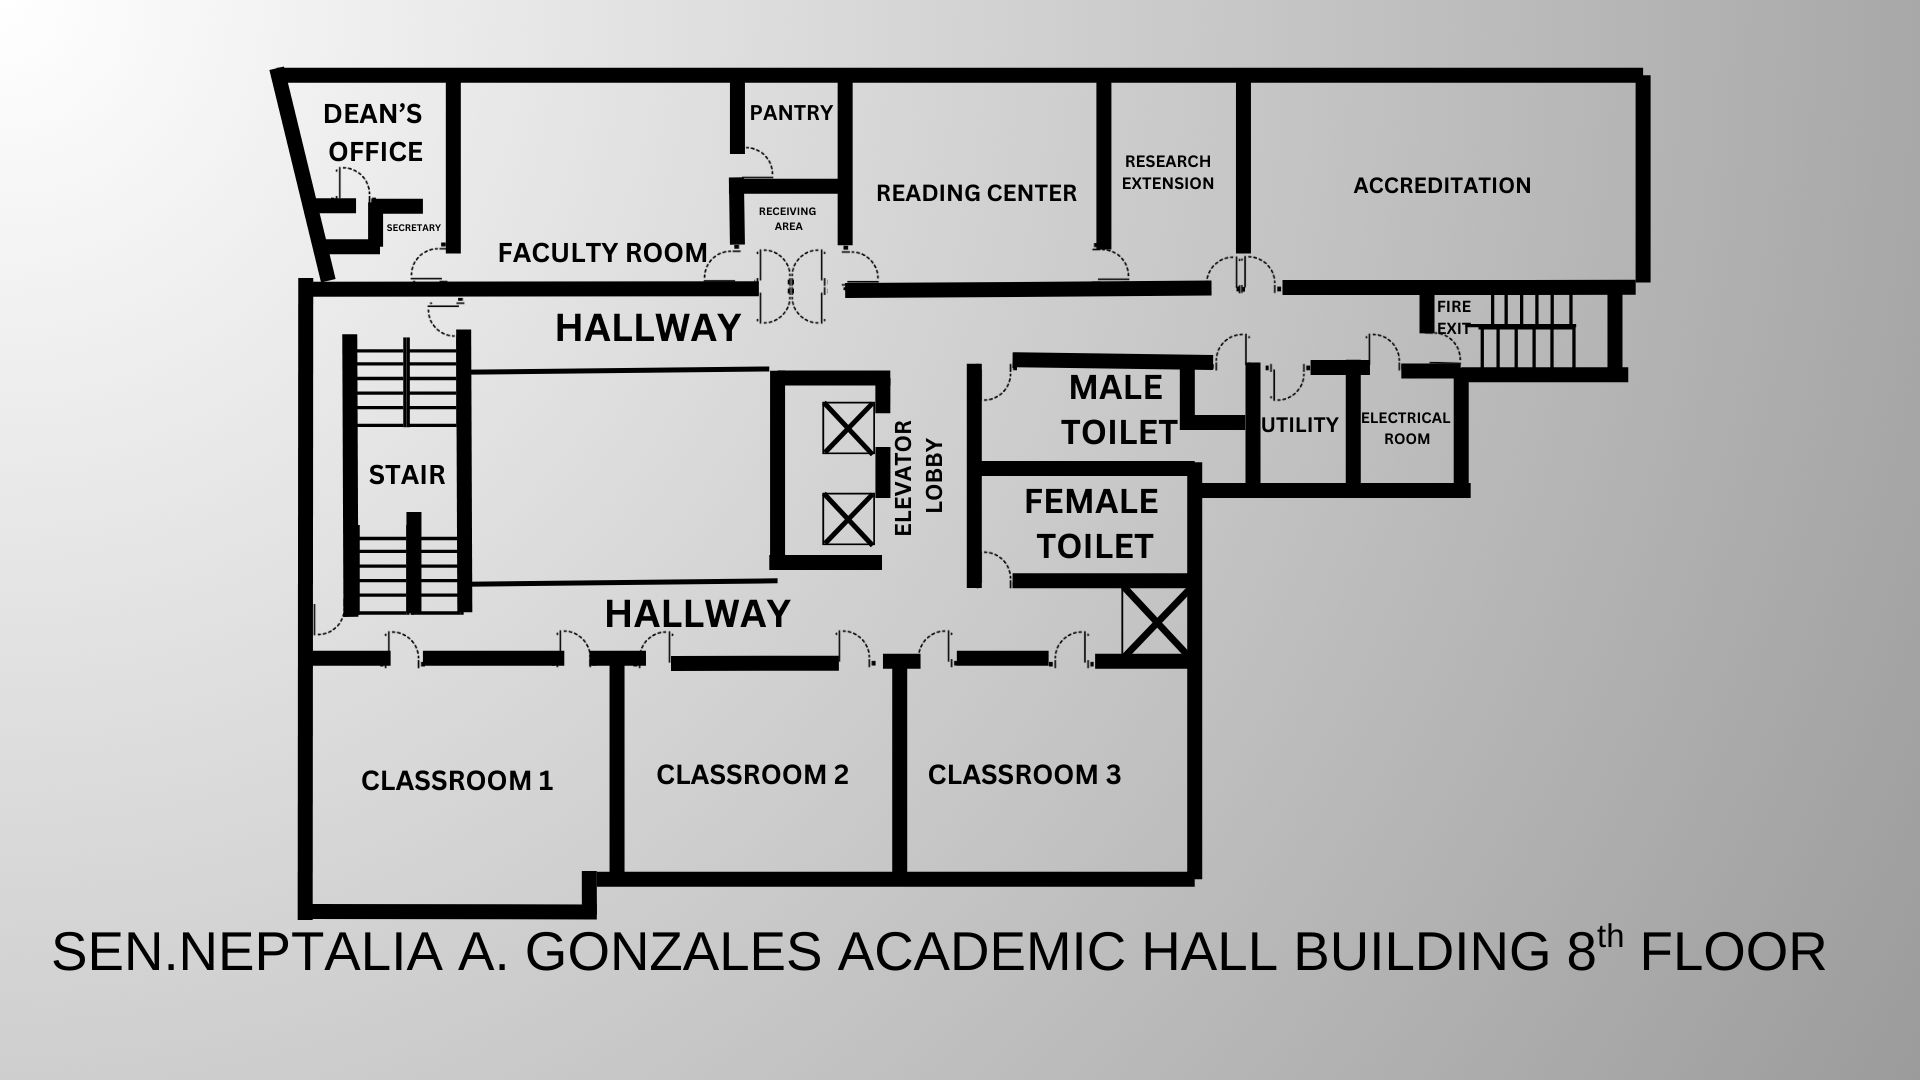 DEAN’S
OFFICE
SECRETARY
FACULTY ROOM
PANTRY
RECEIVING
AREA
READING CENTER
RESEARCH
EXTENSION
ACCREDITATION
HALLWAY
FIRE
EXIT
STAIR
ELEVATOR
LOBBY
MALE
TOILET
UTILITY
ELECTRICAL
ROOM
FEMALE
TOILET
HALLWAY
CLASSROOM 1
CLASSROOM 2
CLASSROOM 3
SEN.NEPTALIA A. GONZALES ACADEMIC HALL BUILDING 8th FLOOR